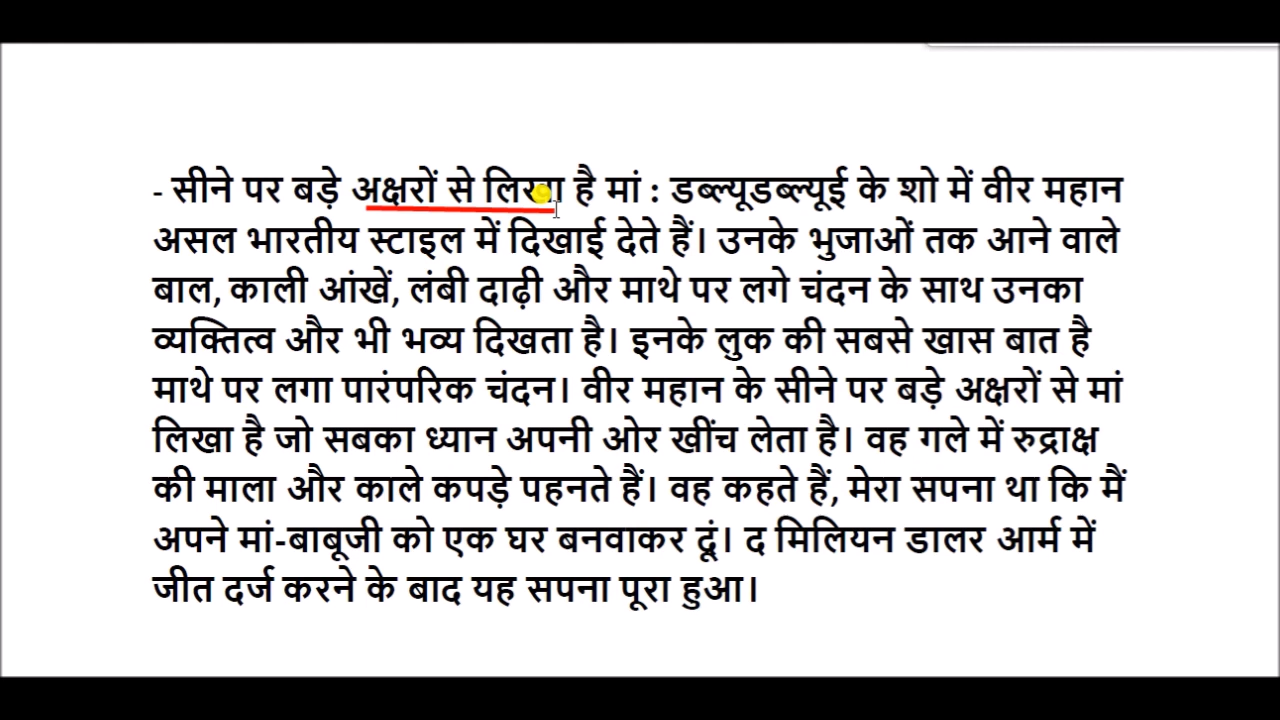 - सीने पर बड़े अक्षरों से लिखा है मां : डब्ल्यूडब्ल्यूई के शो में वीर महान
असल भारतीय स्टाइल में दिखाई देते हैं। उनके भुजाओं तक आने वाले
बाल, काली आंखें, लंबी दाढ़ी और माथे पर लगे चंदन के साथ उनका
व्यक्तित्व और भी भव्य दिखता है। इनके लुक की सबसे खास बात है
माथे पर लगा पारंपरिक चंदन। वीर महान के सीने पर बड़े अक्षरों से मां
लिखा है जो सबका ध्यान अपनी ओर खींच लेता है। वह गले में रुद्राक्ष
की माला और काले कपड़े पहनते हैं। वह कहते हैं, मेरा सपना था कि मैं
अपने मां-बाबूजी को एक घर बनवाकर दूं। द मिलियन डालर आर्म में
जीत दर्ज करने के बाद यह सपना पूरा हुआ।